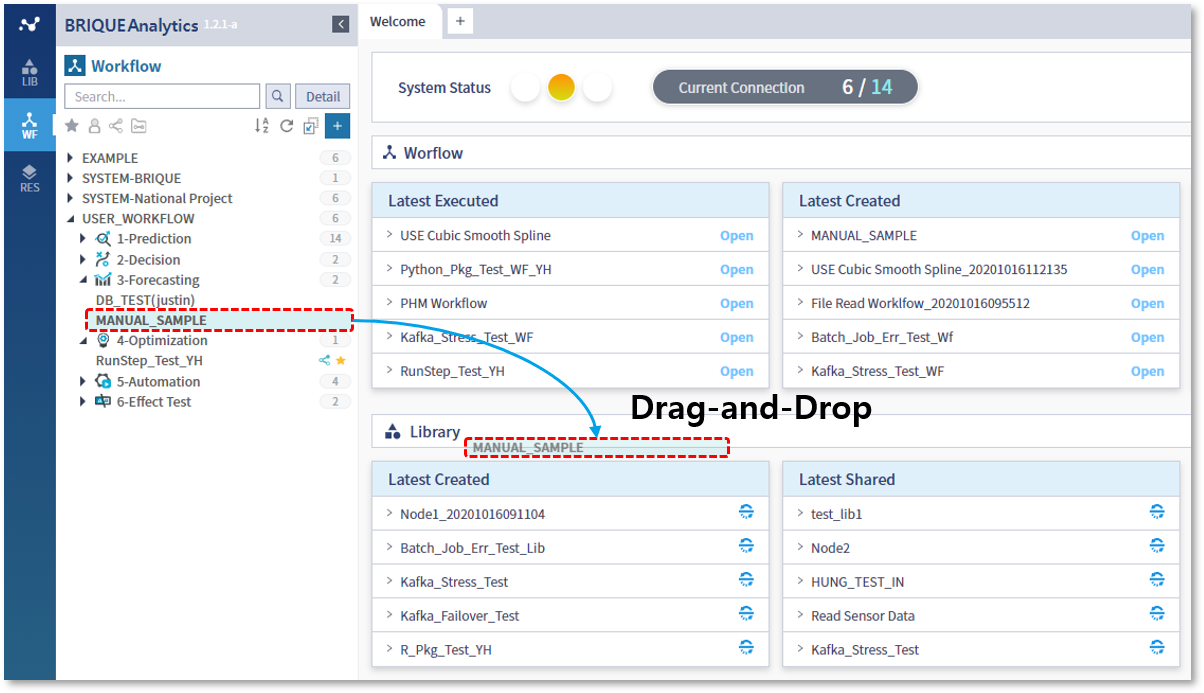 BRIQUE Analytics 1.2.1-a
LIB
WF
RES
Workflow
Search...
Detail
EXAMPLE 6
SYSTEM-BRIQUE 1
SYSTEM-National Project 6
USER_WORKFLOW 6
1-Prediction 14
2-Decision 2
3-Forecasting 2
DB_TEST(justin)
MANUAL_SAMPLE
4-Optimization 1
RunStep_Test_YH
5-Automation 4
6-Effect Test 2
Welcome
System Status
Current Connection 6 / 14
Worflow
Latest Executed
USE Cubic Smooth Spline Open
Python_Pkg_Test_WF_YH Open
PHM Workflow Open
Kafka_Stress_Test_WF Open
RunStep_Test_YH Open
Latest Created
MANUAL_SAMPLE Open
USE Cubic Smooth Spline_20201016112135 Open
File Read Worklfow_20201016095512 Open
Batch_Job_Err_Test_Wf Open
Kafka_Stress_Test_WF Open
Drag-and-Drop
Library
MANUAL_SAMPLE
Latest Created
Node1_20201016091104
Batch_Job_Err_Test_Lib
Kafka_Stress_Test
Kafka_Failover_Test
R_Pkg_Test_YH
Latest Shared
test_lib1
Node2
HUNG_TEST_IN
Read Sensor Data
Kafka_Stress_Test